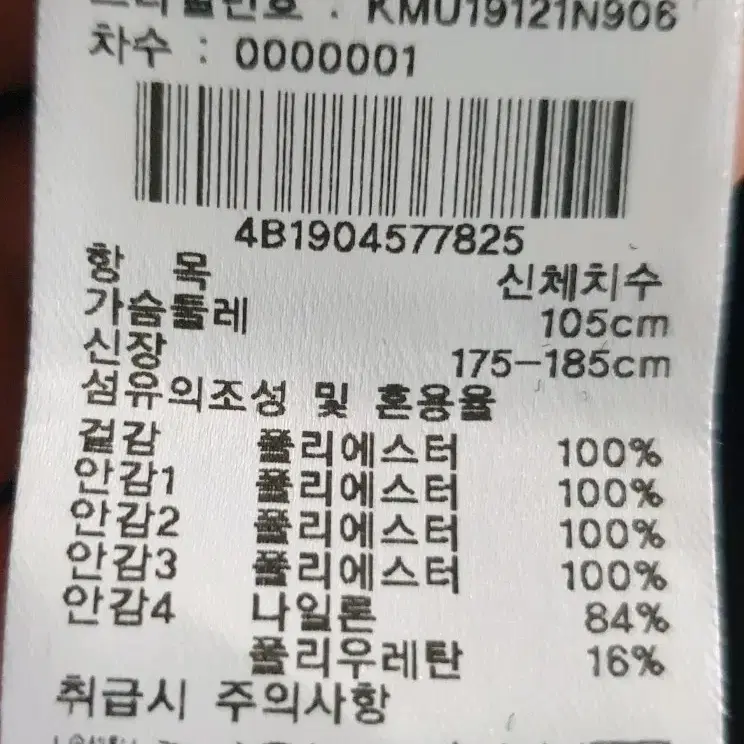 : KMU19121N906
차수 : 0000001
4B1904577825
항 목 신체치수
가슴둘레 105cm
신장 175-185cm
섬유의조성 및 혼용율
겉감 폴리에스터 100%
안감1 폴리에스터 100%
안감2 폴리에스터 100%
안감3 폴리에스터 100%
안감4 나일론 84%
폴리우레탄 16%
취급시 주의사항